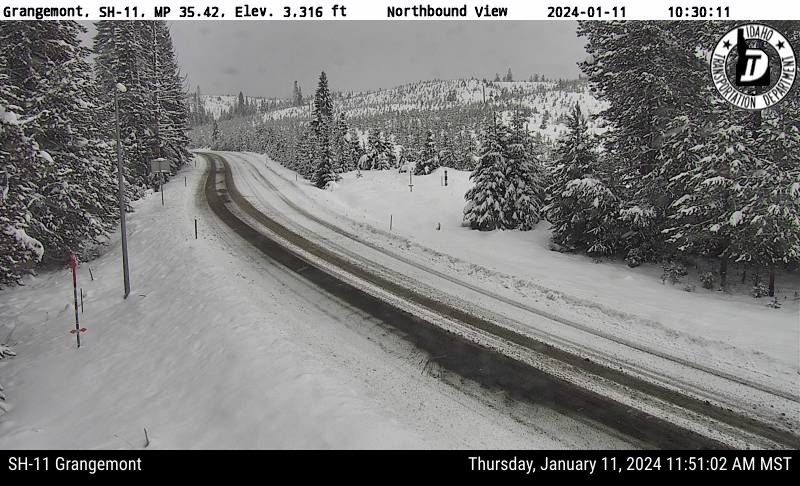 Grangemont, SH-11, MP 35.42, Elev. 3,316 ft Northbound View 2024-01-11 10:30:11
IDAHO
TRANSPORTATION DEPARTMENT
SH-11 Grangemont Thursday, January 11, 2024 11:51:02 AM MST